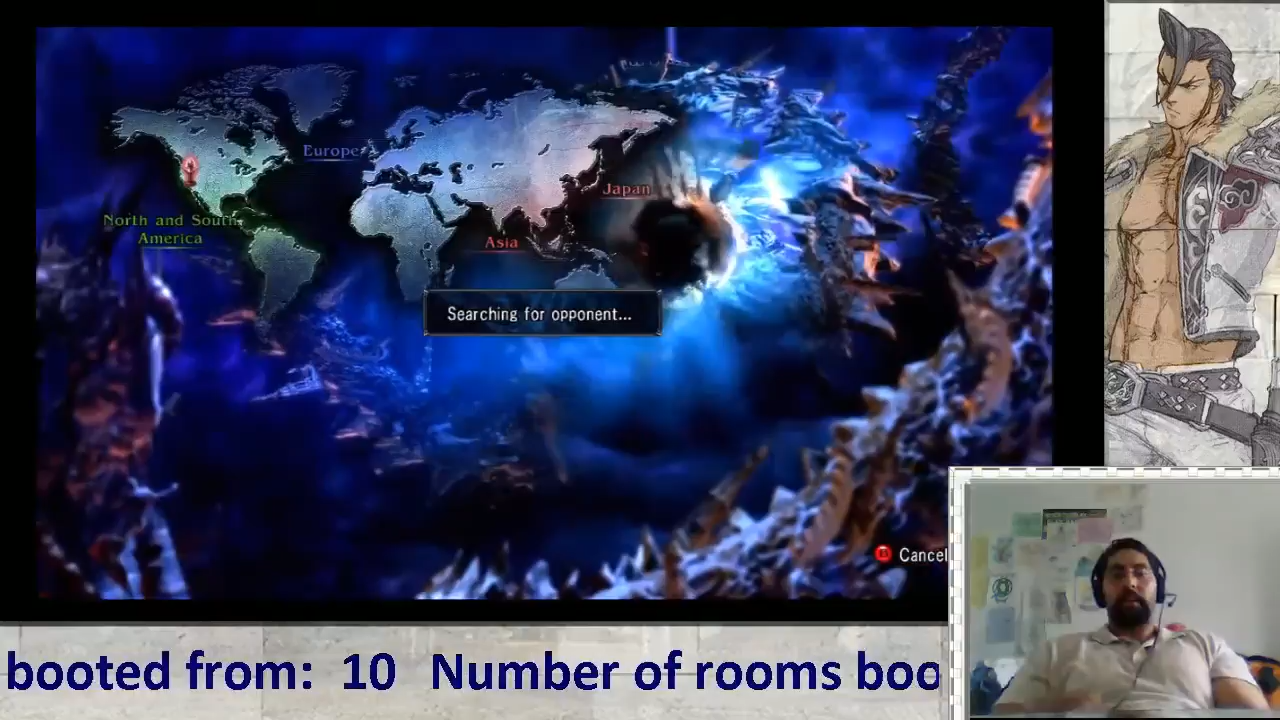 Europe
Japan
North and South
America
Asia
Searching for opponent...
B Cancel
booted from: 10 Number of rooms boo